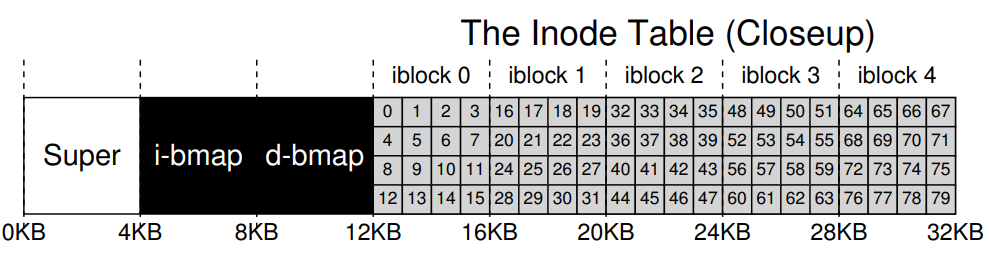 The Inode Table (Closeup)
iblock 0 iblock 1 iblock 2 iblock 3 iblock 4
0 1 2 3 16 17 18 19 32 33 34 35 48 49 50 51 64 65 66 67
4 5 6 7 20 21 22 23 36 37 38 39 52 53 54 55 68 69 70 71
Super i-bmap d-bmap
8 9 10 11 24 25 26 27 40 41 42 43 56 57 58 59 72 73 74 75
12 13 14 15 28 29 30 31 44 45 46 47 60 61 62 63 76 77 78 79
0KB 4KB 8KB 12KB 16KB 20KB 24KB 28KB 32KB